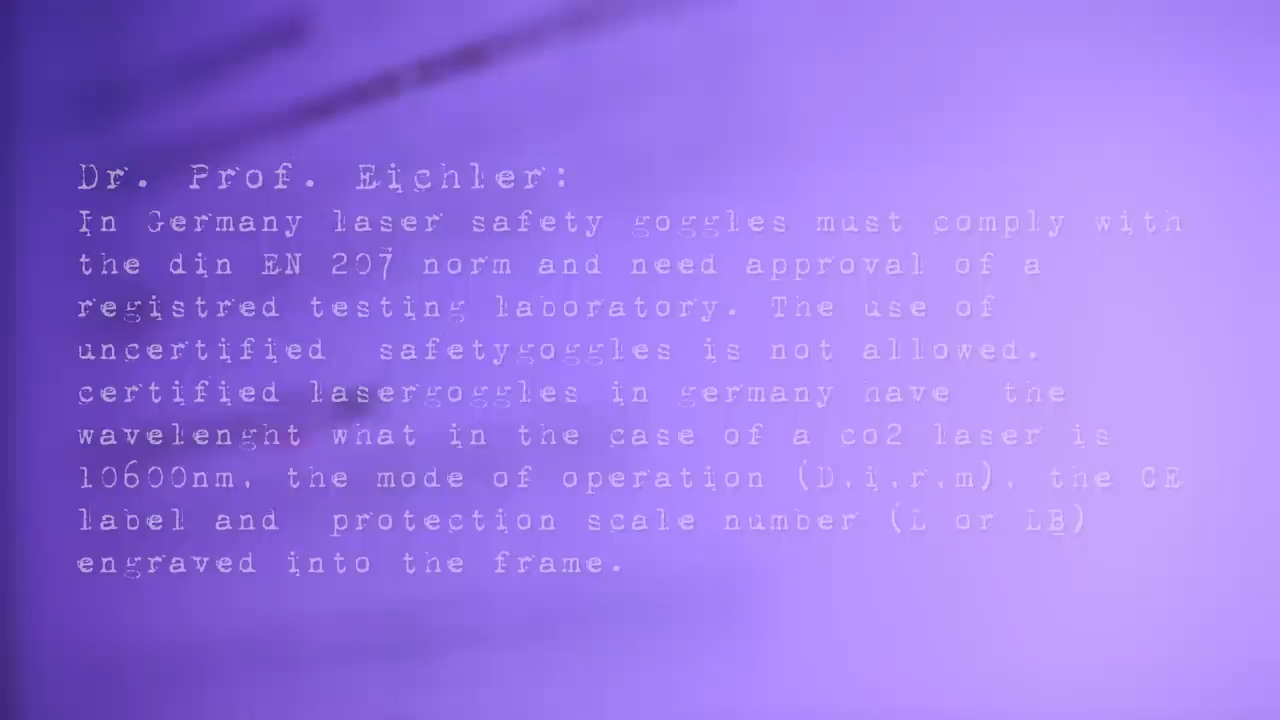 Dr. Prof. Eichler:
In Germany laser safety goggles must comply with
the din EN 207 norm and need approval of a
registred testing laboratory. The use of
uncertified safetygoggles is not allowed.
certified lasergoggles in germany have the
wavelenght what in the case of a co2 laser is
10600nm, the mode of operation (D,i,r,m), the CE
label and protection scale number (L or LB)
engraved into the frame.